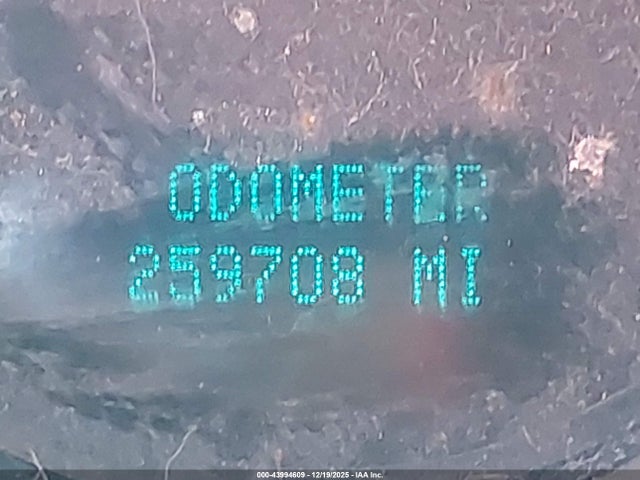 ODOMETER
259708 MI
000-43994609 - 12/19/2025 - IAA Inc.